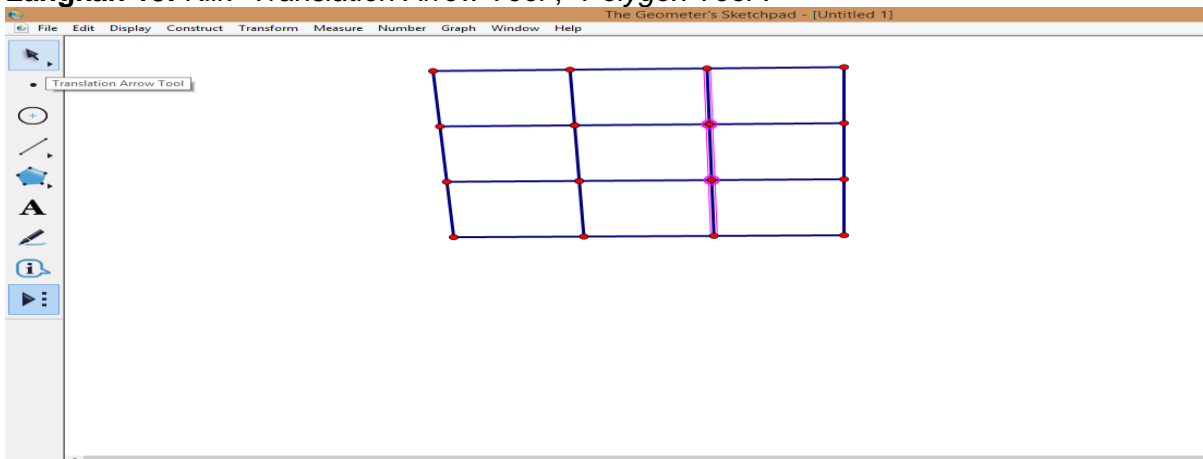 The Geometer's Sketchpad - [Untitled 1]
File Edit Display Construct Transform Measure Number Graph Window Help
Translation Arrow Tool
A
i